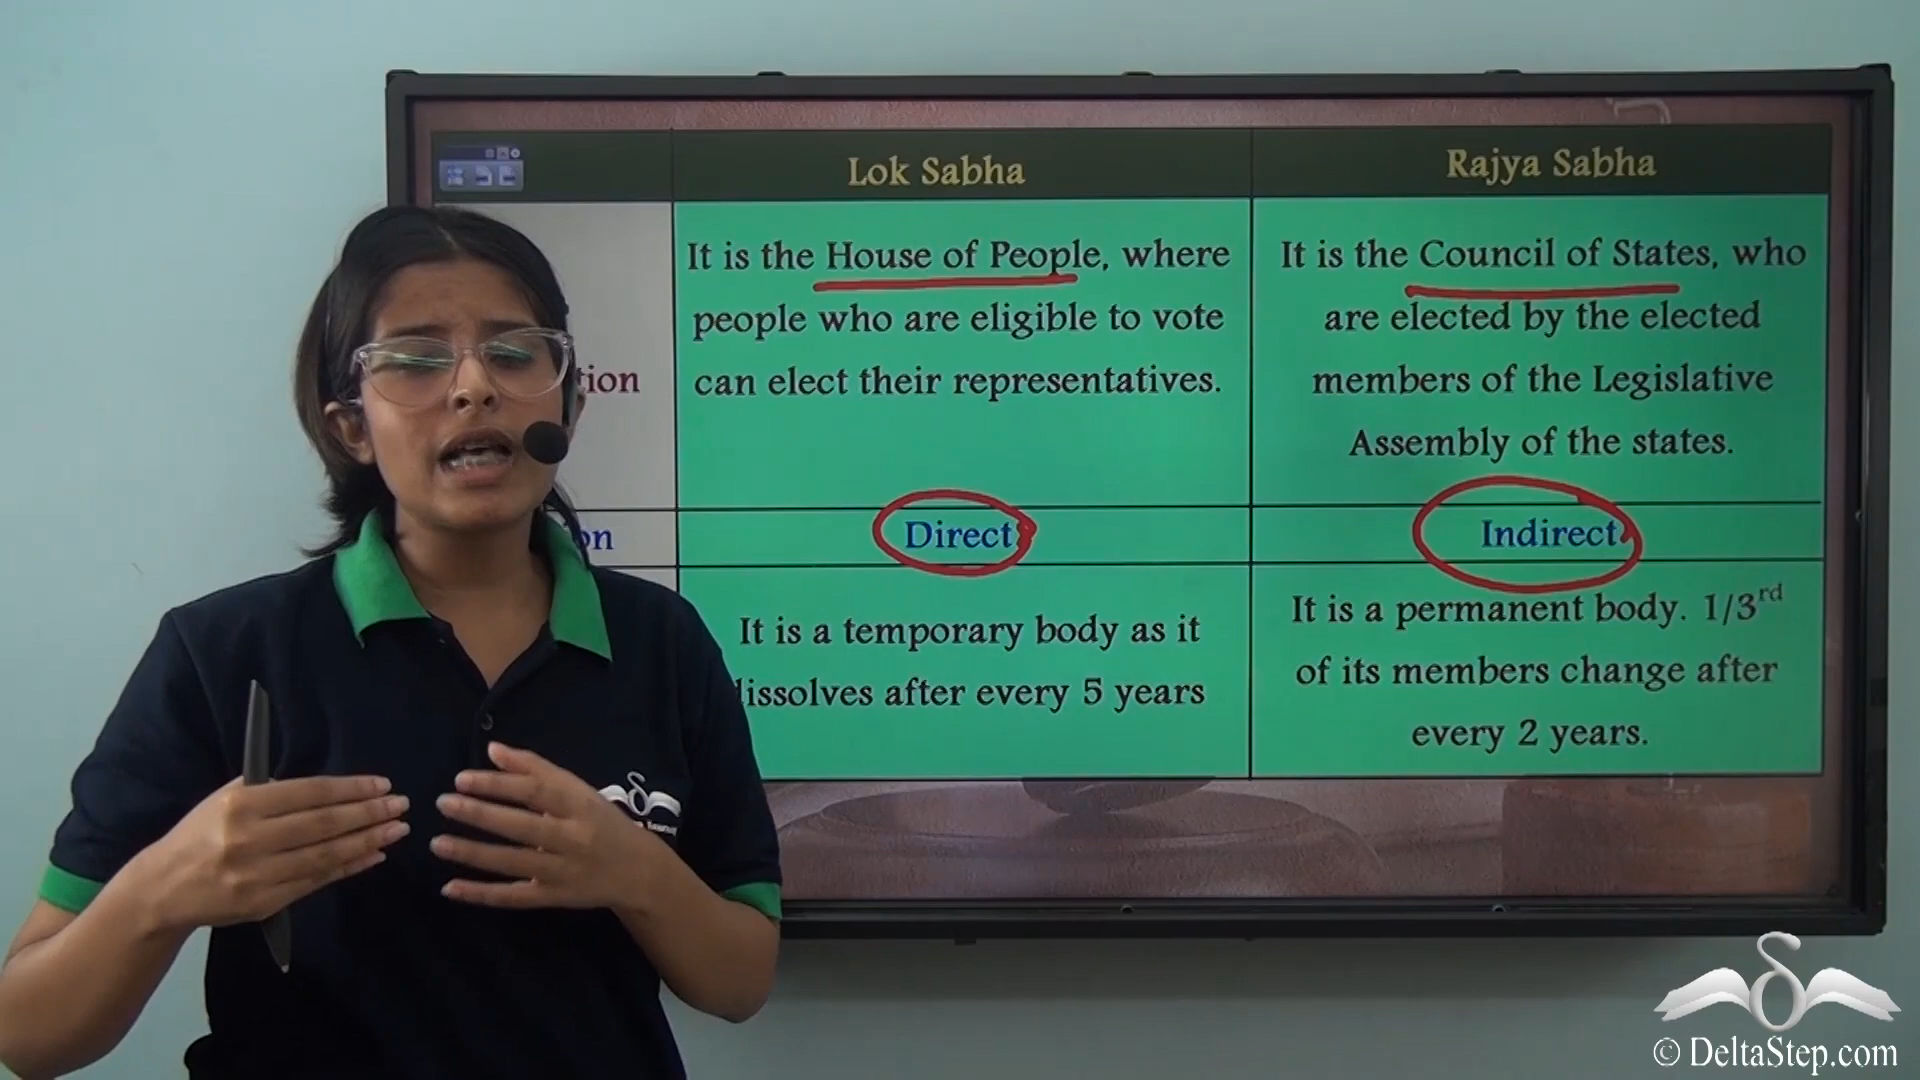 Lok Sabha
Rajya Sabha
tion
It is the House of People, where
people who are eligible to vote
can elect their representatives.
It is the Council of States, who
are elected by the elected
members of the Legislative
Assembly of the states.
on
Direct
Indirect
It is a temporary body as it
issolves after every 5 years
It is a permanent body. 1/3rd
of its members change after
every 2 years.
© DeltaStep.com